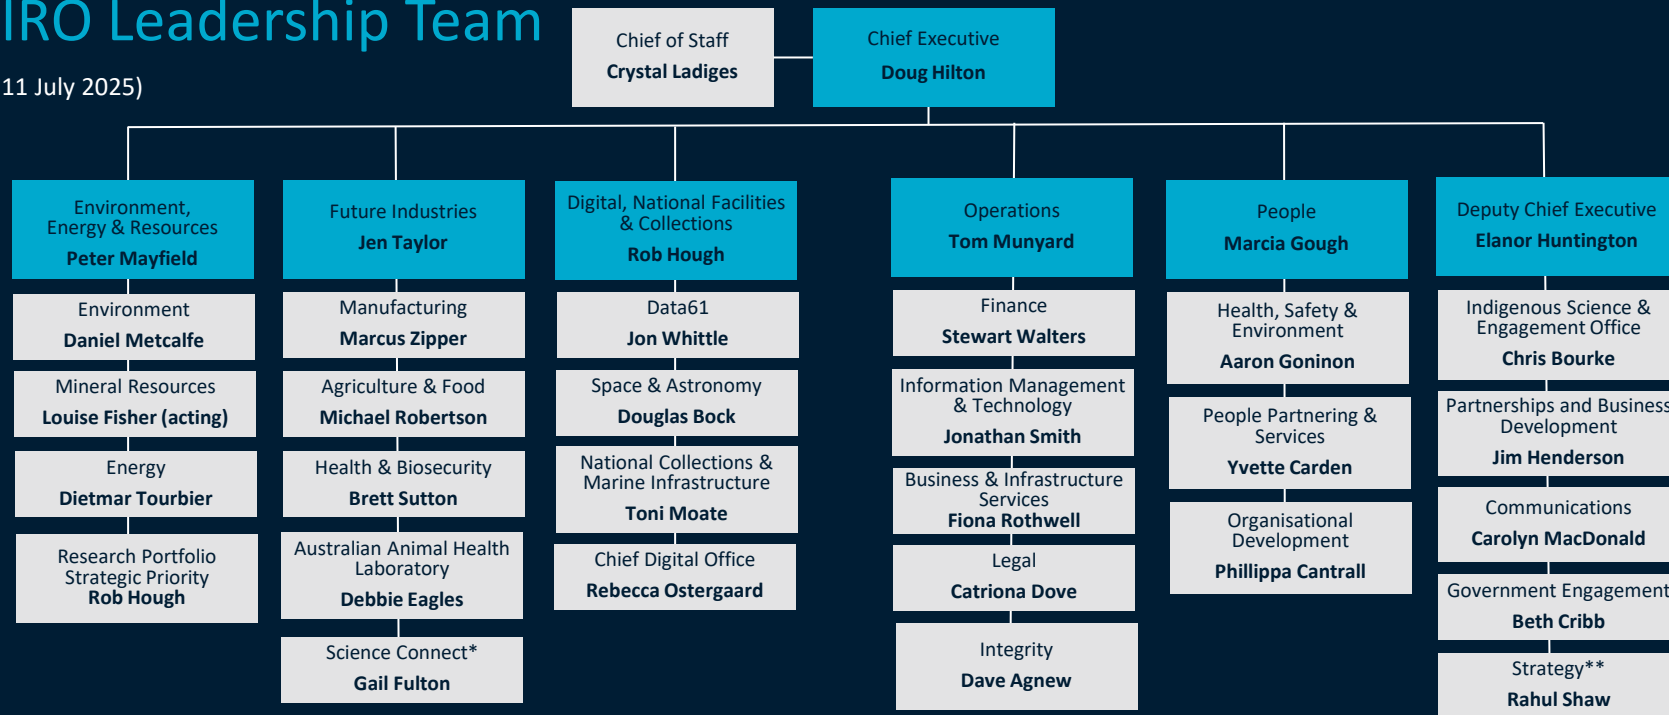 IRO Leadership Team
11 July 2025)
Chief of Staff
Crystal Ladiges
Chief Executive
Doug Hilton
Environment,
Energy & Resources
Peter Mayfield
Environment
Daniel Metcalfe
Mineral Resources
Louise Fisher (acting)
Energy
Dietmar Tourbier
Research Portfolio
Strategic Priority
Rob Hough
Future Industries
Jen Taylor
Manufacturing
Marcus Zipper
Agriculture & Food
Michael Robertson
Health & Biosecurity
Brett Sutton
Australian Animal Health
Laboratory
Debbie Eagles
Science Connect*
Gail Fulton
Digital, National Facilities
& Collections
Rob Hough
Data61
Jon Whittle
Space & Astronomy
Douglas Bock
National Collections &
Marine Infrastructure
Toni Moate
Chief Digital Office
Rebecca Ostergaard
Operations
Tom Munyard
Finance
Stewart Walters
Information Management
& Technology
Jonathan Smith
Business & Infrastructure
Services
Fiona Rothwell
Legal
Catriona Dove
Integrity
Dave Agnew
People
Marcia Gough
Health, Safety &
Environment
Aaron Goninon
People Partnering &
Services
Yvette Carden
Organisational
Development
Phillippa Cantrall
Deputy Chief Executive
Elanor Huntington
Indigenous Science &
Engagement Office
Chris Bourke
Partnerships and Business
Development
Jim Henderson
Communications
Carolyn MacDonald
Government Engagement
Beth Cribb
Strategy**
Rahul Shaw